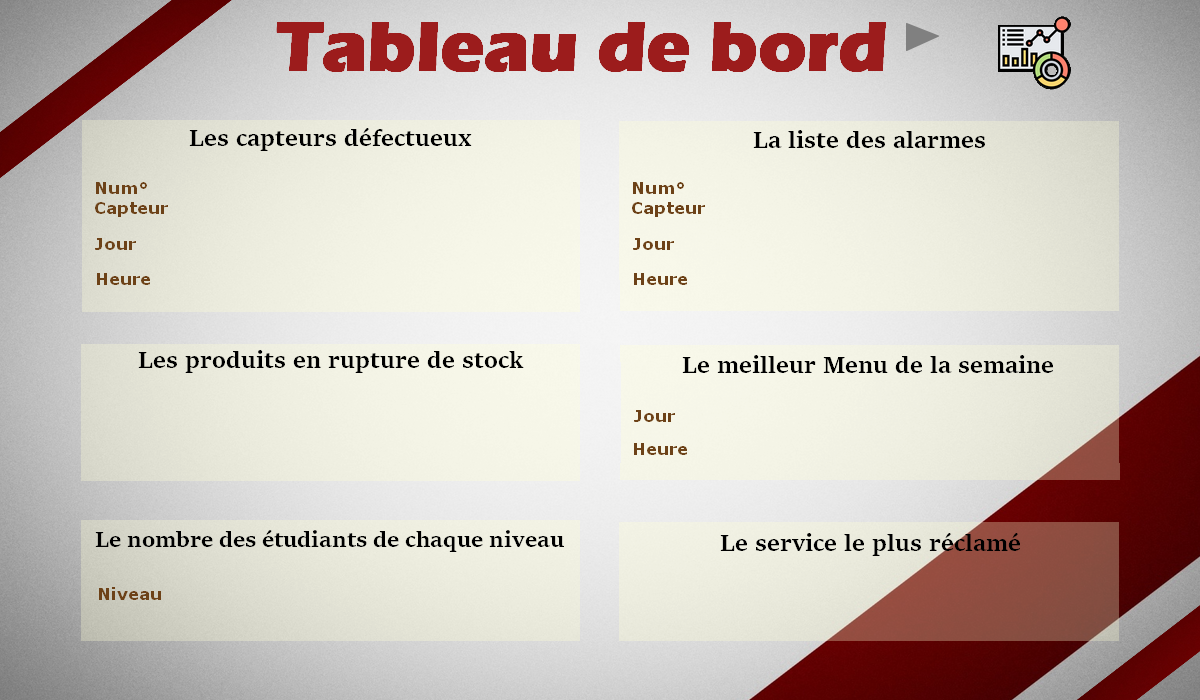 Tableau de bord
Les capteurs défectueux
Num°
Capteur
Jour
Heure
La liste des alarmes
Num°
Capteur
Jour
Heure
Les produits en rupture de stock
Le meilleur Menu de la semaine
Jour
Heure
Le nombre des étudiants de chaque niveau
Niveau
Le service le plus réclamé